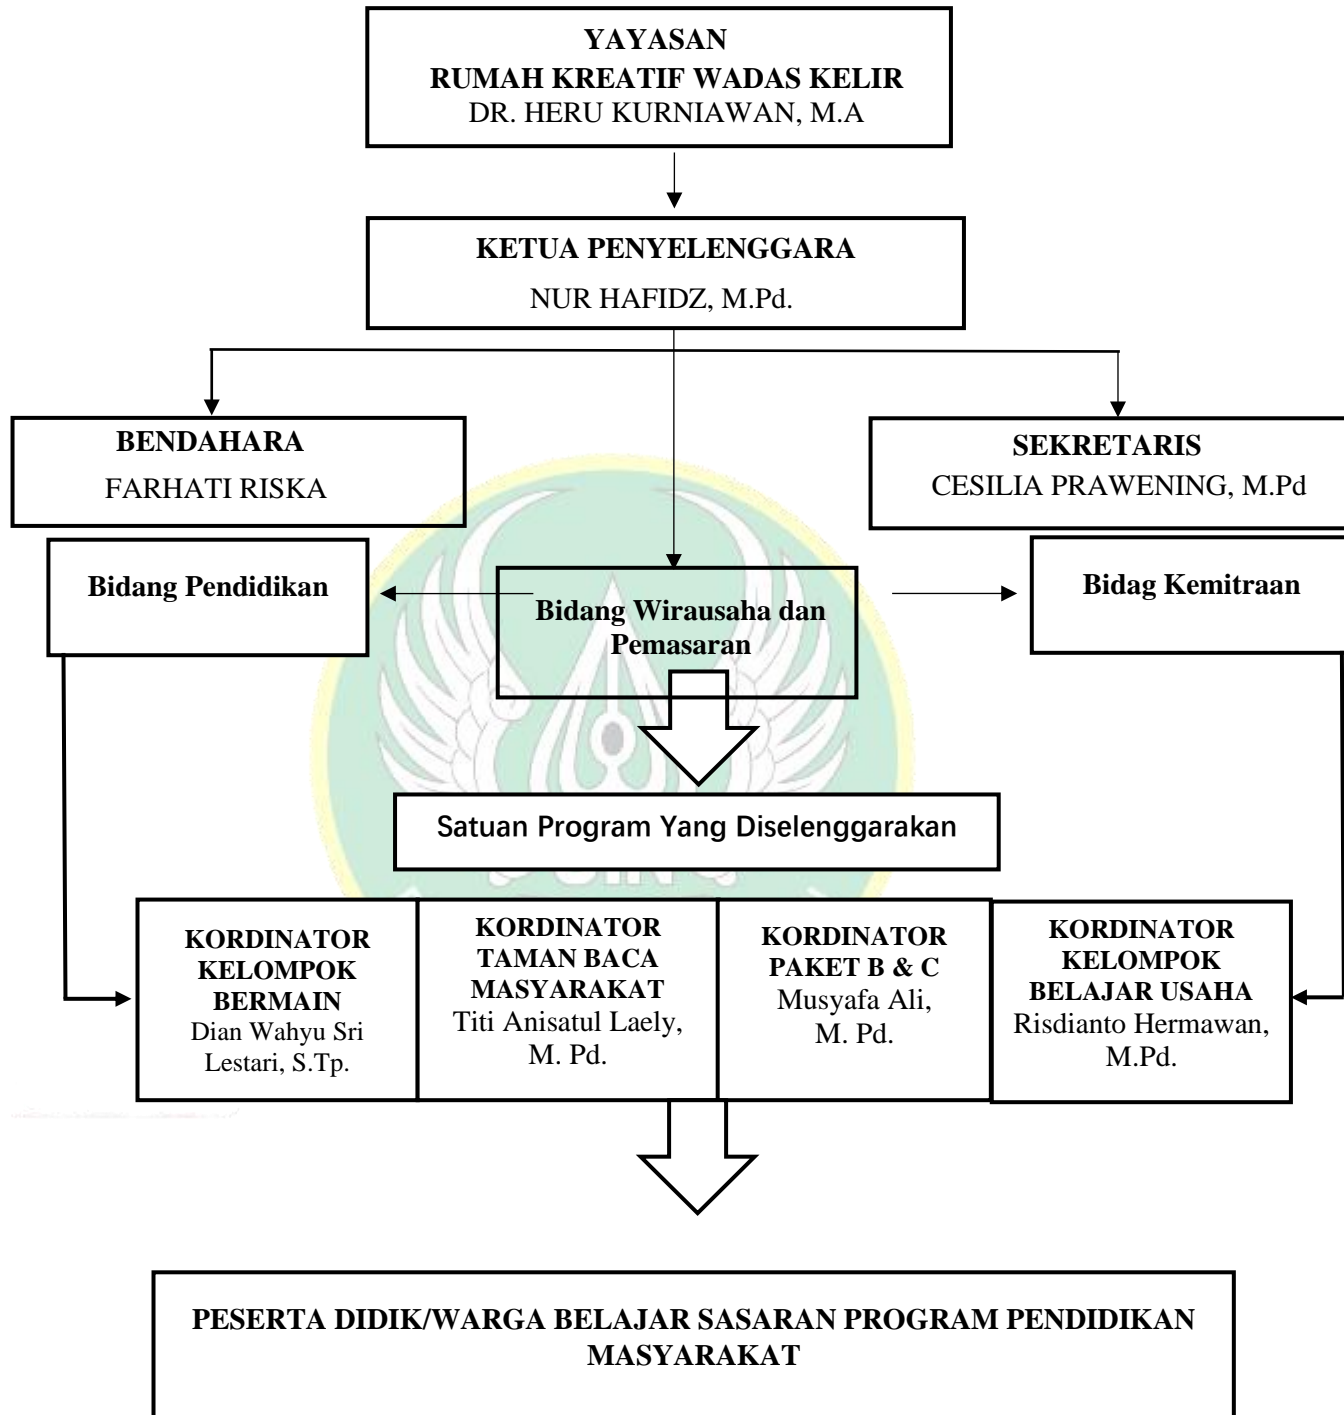 YAYASAN
RUMAH KREATIF WADAS KELIR
DR. HERU KURNIAWAN, M.A
KETUA PENYELENGGARA
NUR HAFIDZ, M.Pd.
BENDAHARA
FARHATI RISKA
SEKRETARIS
CESILIA PRAWENING, M.Pd
Bidang Pendidikan
Bidang Wirausaha dan
Pemasaran
Bidag Kemitraan
Satuan Program Yang Diselenggarakan
KORDINATOR
KELOMPOK
BERMAIN
Dian Wahyu Sri
Lestari, S.Tp.
KORDINATOR
TAMAN BACA
MASYARAKAT
Titi Anisatul Laely,
M. Pd.
KORDINATOR
PAKET B & C
Musyafa Ali,
M. Pd.
KORDINATOR
KELOMPOK
BELAJAR USAHA
Risdianto Hermawan,
M.Pd.
PESERTA DIDIK/WARGA BELAJAR SASARAN PROGRAM PENDIDIKAN
MASYARAKAT